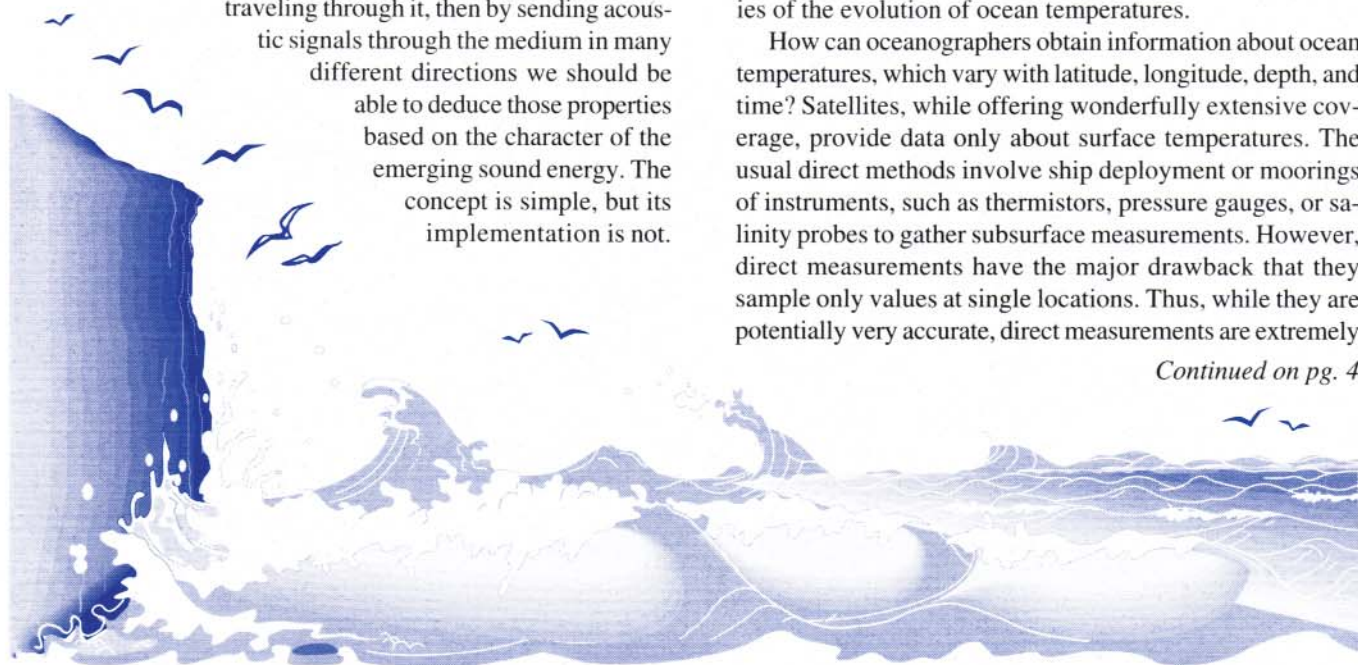 traveling through it, then by sending acous-
tic signals through the medium in many
different directions we should be
able to deduce those properties
based on the character of the
emerging sound energy. The
concept is simple, but its
implementation is not.
ies of the evolution of ocean temperatures.
How can oceanographers obtain information about ocean
temperatures, which vary with latitude, longitude, depth, and
time? Satellites, while offering wonderfully extensive cov-
erage, provide data only about surface temperatures. The
usual direct methods involve ship deployment or moorings
of instruments, such as thermistors, pressure gauges, or sa-
linity probes to gather subsurface measurements. However,
direct measurements have the major drawback that they
sample only values at single locations. Thus, while they are
potentially very accurate, direct measurements are extremely
Continued on pg. 4